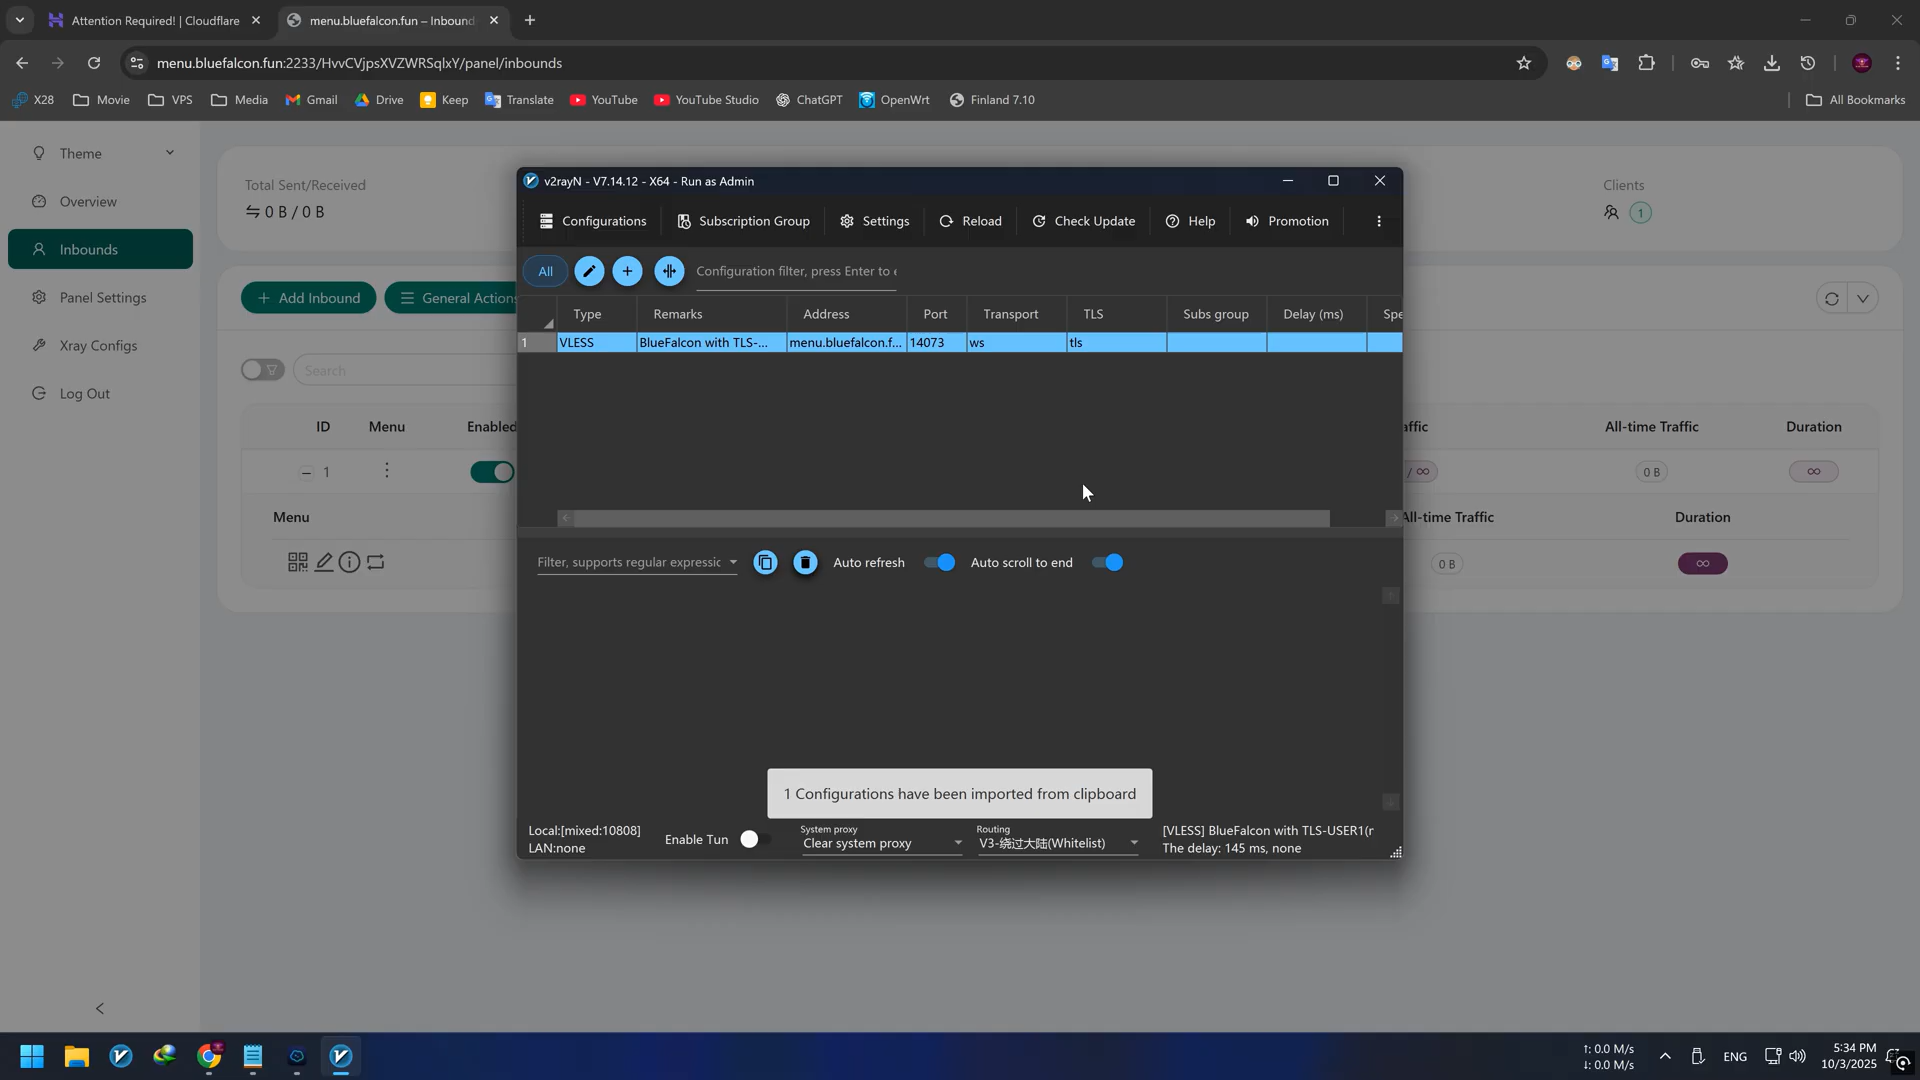 Attention Required! | Cloudflare
menu.bluefalcon.fun – Inbound
menu.bluefalcon.fun:2233/HvvCVjpsXVZWRSqlxY/panel/inbounds
X28
Movie
VPS
Media
Gmail
Drive
Keep
Translate
YouTube
YouTube Studio
ChatGPT
OpenWrt
Finland 7.10
All Bookmarks
Theme
Overview
Inbounds
Panel Settings
Xray Configs
Log Out
Total Sent/Received
0 B / 0 B
Clients
1
Add Inbound
General Actions
Search
ID
Menu
Enabled
affic
All-time Traffic
Duration
1
/ ∞
0 B
∞
Menu
All-time Traffic
Duration
0 B
∞
v2rayN - V7.14.12 - X64 - Run as Admin
Configurations
Subscription Group
Settings
Reload
Check Update
Help
Promotion
All
Configuration filter, press Enter to e
Type
Remarks
Address
Port
Transport
TLS
Subs group
Delay (ms)
Spe
1
VLESS
BlueFalcon with TLS-...
menu.bluefalcon.f...
14073
ws
tls
Filter, supports regular expressic
Auto refresh
Auto scroll to end
1 Configurations have been imported from clipboard
Local:[mixed:10808]
LAN:none
Enable Tun
System proxy
Clear system proxy
Routing
V3-绕过大陆(Whitelist)
[VLESS] BlueFalcon with TLS-USER1(r
The delay: 145 ms, none
↑: 0.0 M/s
↓: 0.0 M/s
ENG
5:34 PM
10/3/2025